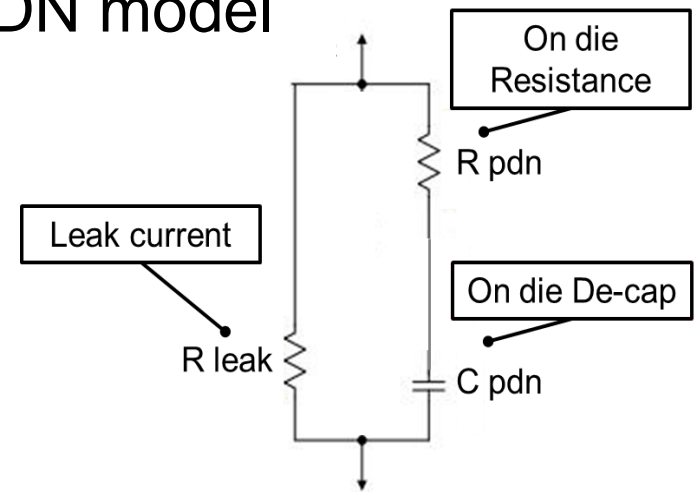 DN model
On die
Resistance
R pdn
Leak current
On die De-cap
R leak
C pdn